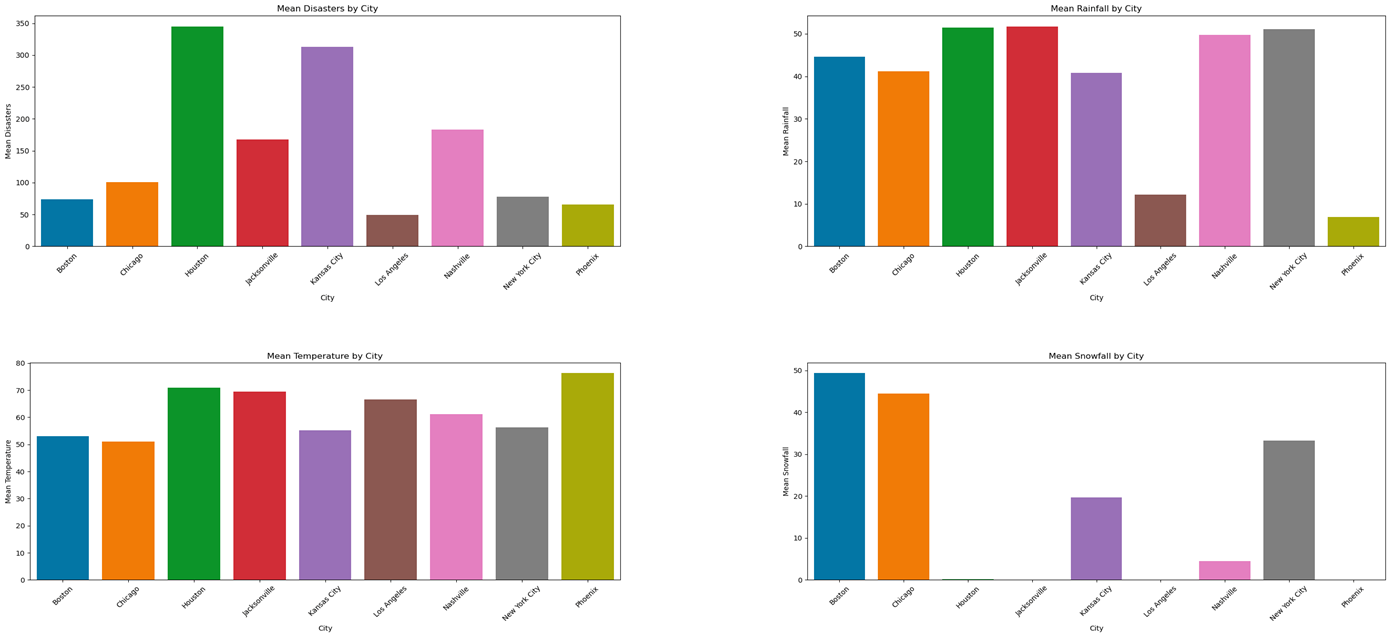 Mean Disasters by City
Mean Disasters
350
300
250
200
150
100
50
0
Boston
Chicago
Houston
Jacksonville
Kansas City
Los Angeles
Nashville
New York City
Phoenix
City
Mean Rainfall by City
Mean Rainfall
50
40
30
20
10
0
Boston
Chicago
Houston
Jacksonville
Kansas City
Los Angeles
Nashville
New York City
Phoenix
City
Mean Temperature by City
Mean Temperature
80
70
60
50
40
30
20
10
0
Boston
Chicago
Houston
Jacksonville
Kansas City
Los Angeles
Nashville
New York City
Phoenix
City
Mean Snowfall by City
Mean Snowfall
50
40
30
20
10
0
Boston
Chicago
Houston
Jacksonville
Kansas City
Los Angeles
Nashville
New York City
Phoenix
City